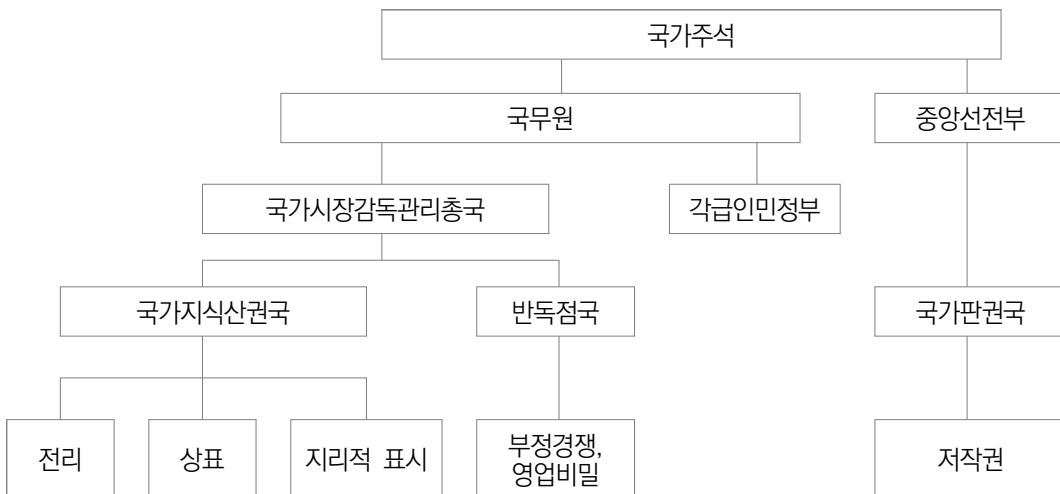 국가주석
국무원
중앙선전부
국가시장감독관리총국
각급인민정부
국가지식산권국
반독점국
국가판권국
전리
상표
지리적 표시
부정경쟁,
영업비밀
저작권